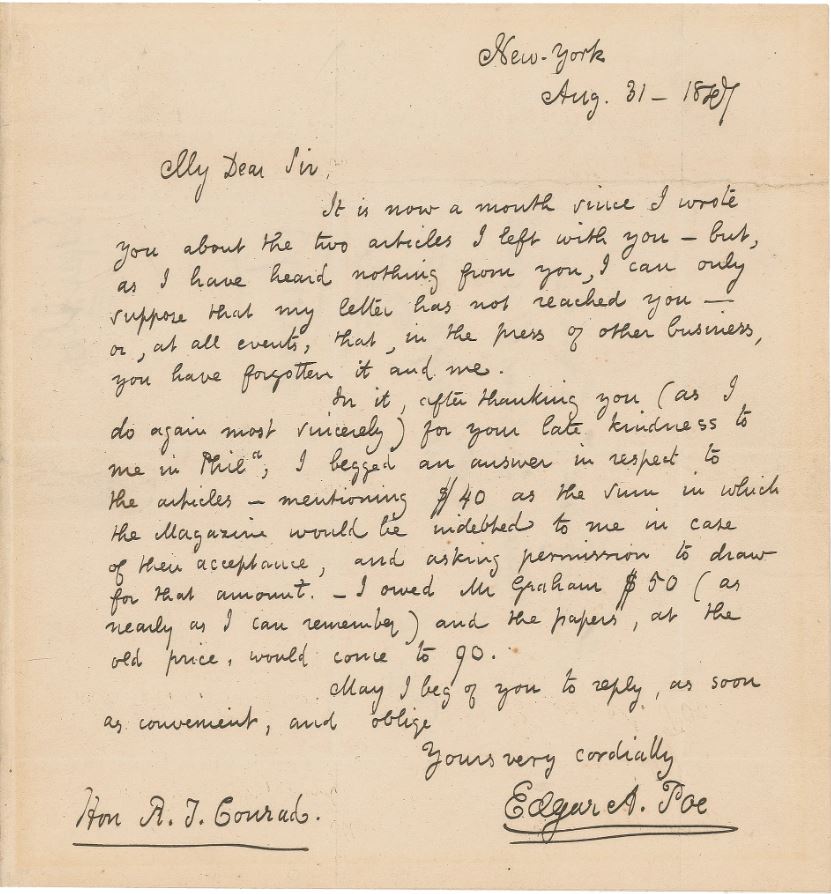 New-York
Aug. 31 - 1847
My Dear Sir,
It is now a month since I wrote
you about the two articles I left with you - but,
as I have heard nothing from you, I can only
suppose that my letter has not reached you —
or, at all events, that, in the press of other business,
you have forgotten it and me.
In it, after thanking you (as I
do again most sincerely) for your late kindness to
me in Philª, I begged an answer in respect to
the articles - mentioning $40 as the sum in which
the Magazine would be indebted to me in case
of their acceptance, and asking permission to draw
for that amount. - I owed Mr Graham $50 (as
nearly as I can remember) and the papers, at the
old price, would come to 90.
May I beg of you to reply, as soon
as convenient, and oblige
Yours very cordially
Edgar A. Poe
Hon R. T. Conrad.